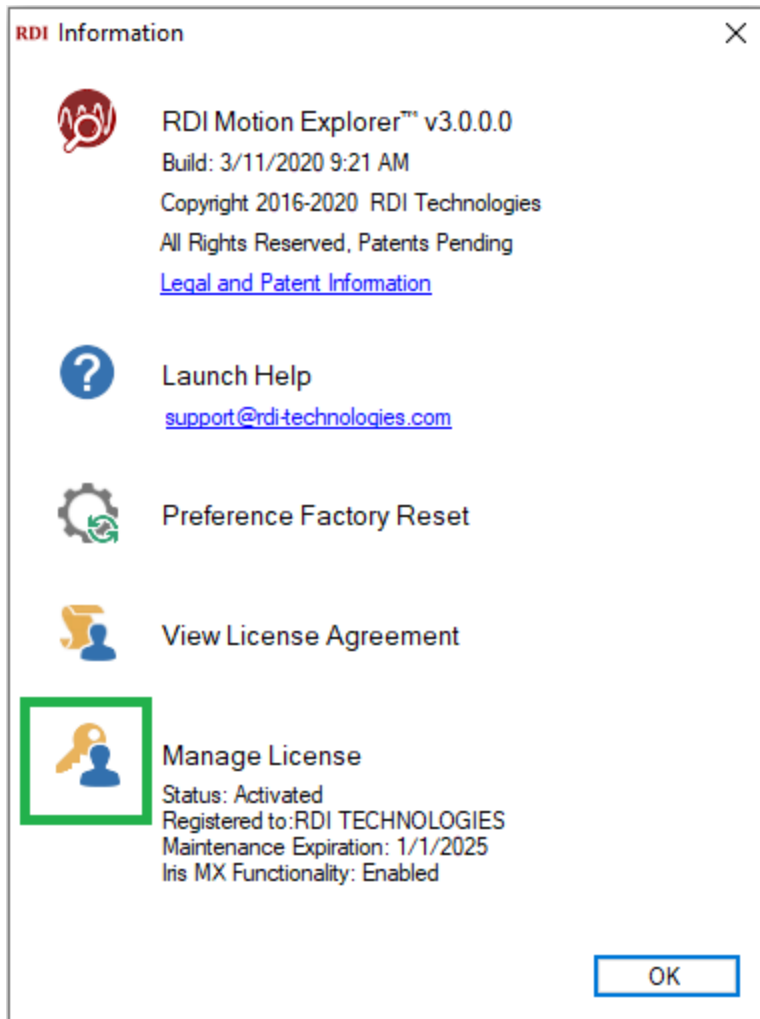 RDI Information
RDI Motion Explorer™ v3.0.0.0
Build: 3/11/2020 9:21 AM
Copyright 2016-2020  RDI Technologies
All Rights Reserved, Patents Pending
Legal and Patent Information
?
Launch Help
support@rdi-technologies.com
Preference Factory Reset
View License Agreement
Manage License
Status: Activated
Registered to:RDI TECHNOLOGIES
Maintenance Expiration: 1/1/2025
Iris MX Functionality: Enabled
OK